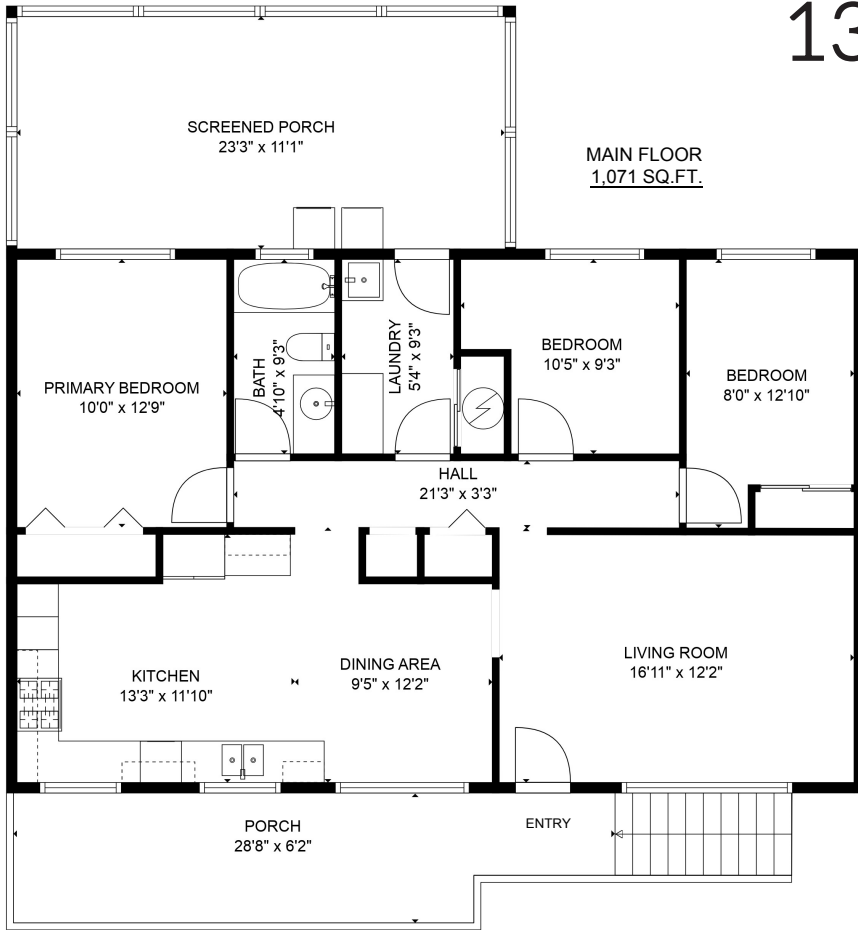 13
SCREENED PORCH
23'3" x 11'1"
MAIN FLOOR
1,071 SQ.FT.
PRIMARY BEDROOM
10'0" x 12'9"
BATH
4'10" x 9'3"
LAUNDRY
5'4" x 9'3"
BEDROOM
10'5" x 9'3"
BEDROOM
8'0" x 12'10"
HALL
21'3" x 3'3"
KITCHEN
13'3" x 11'10"
DINING AREA
9'5" x 12'2"
LIVING ROOM
16'11" x 12'2"
PORCH
28'8" x 6'2"
ENTRY